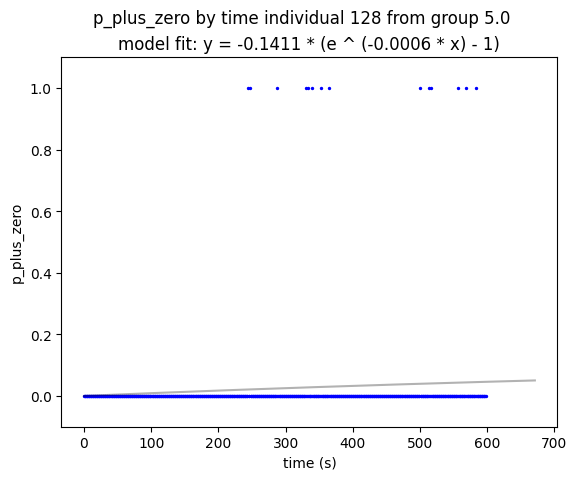 p_plus_zero by time individual 128 from group 5.0
model fit: y = -0.1411 * (e ^ (-0.0006 * x) - 1)
1.0
0.8
0.6
0.4
0.2
0.0
p_plus_zero
0 100 200 300 400 500 600 700
time (s)